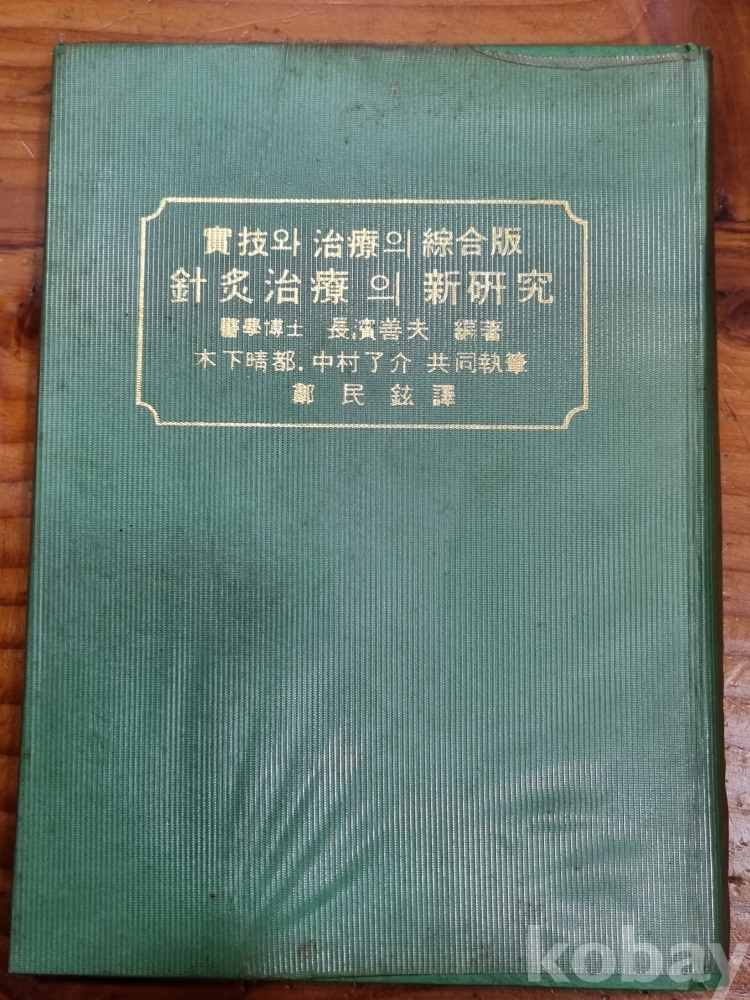 實技와 治療의 綜合版
針灸治療의 新硏究
醫學博士 長濱善夫 編著
木下晴都. 中村了介 共同執筆
鄭民鉉 譯
kobay